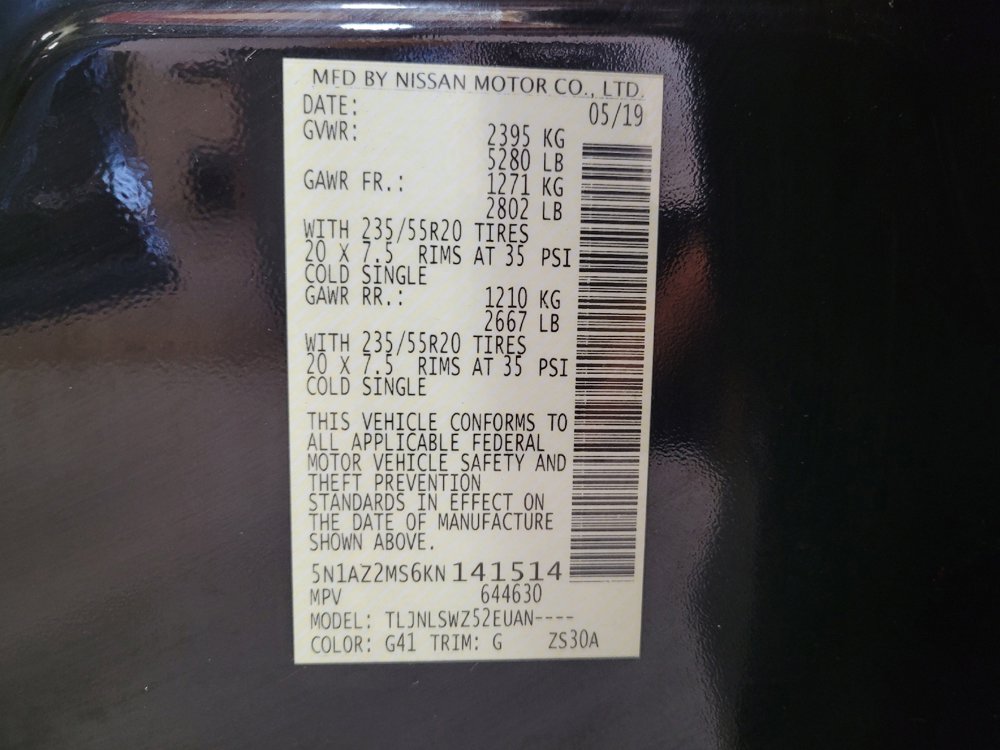 MFD BY NISSAN MOTOR CO., LTD.
DATE: 05/19
GVWR: 2395 KG
5280 LB
GAWR FR.: 1271 KG
2802 LB
WITH 235/55R20 TIRES
20 X 7.5 RIMS AT 35 PSI
COLD SINGLE
GAWR RR.: 1210 KG
2667 LB
WITH 235/55R20 TIRES
20 X 7.5 RIMS AT 35 PSI
COLD SINGLE
THIS VEHICLE CONFORMS TO
ALL APPLICABLE FEDERAL
MOTOR VEHICLE SAFETY AND
THEFT PREVENTION
STANDARDS IN EFFECT ON
THE DATE OF MANUFACTURE
SHOWN ABOVE.
5N1AZ2MS6KN141514
MPV 644630
MODEL: TLJNLSWZ52EUAN----
COLOR: G41 TRIM: G ZS30A